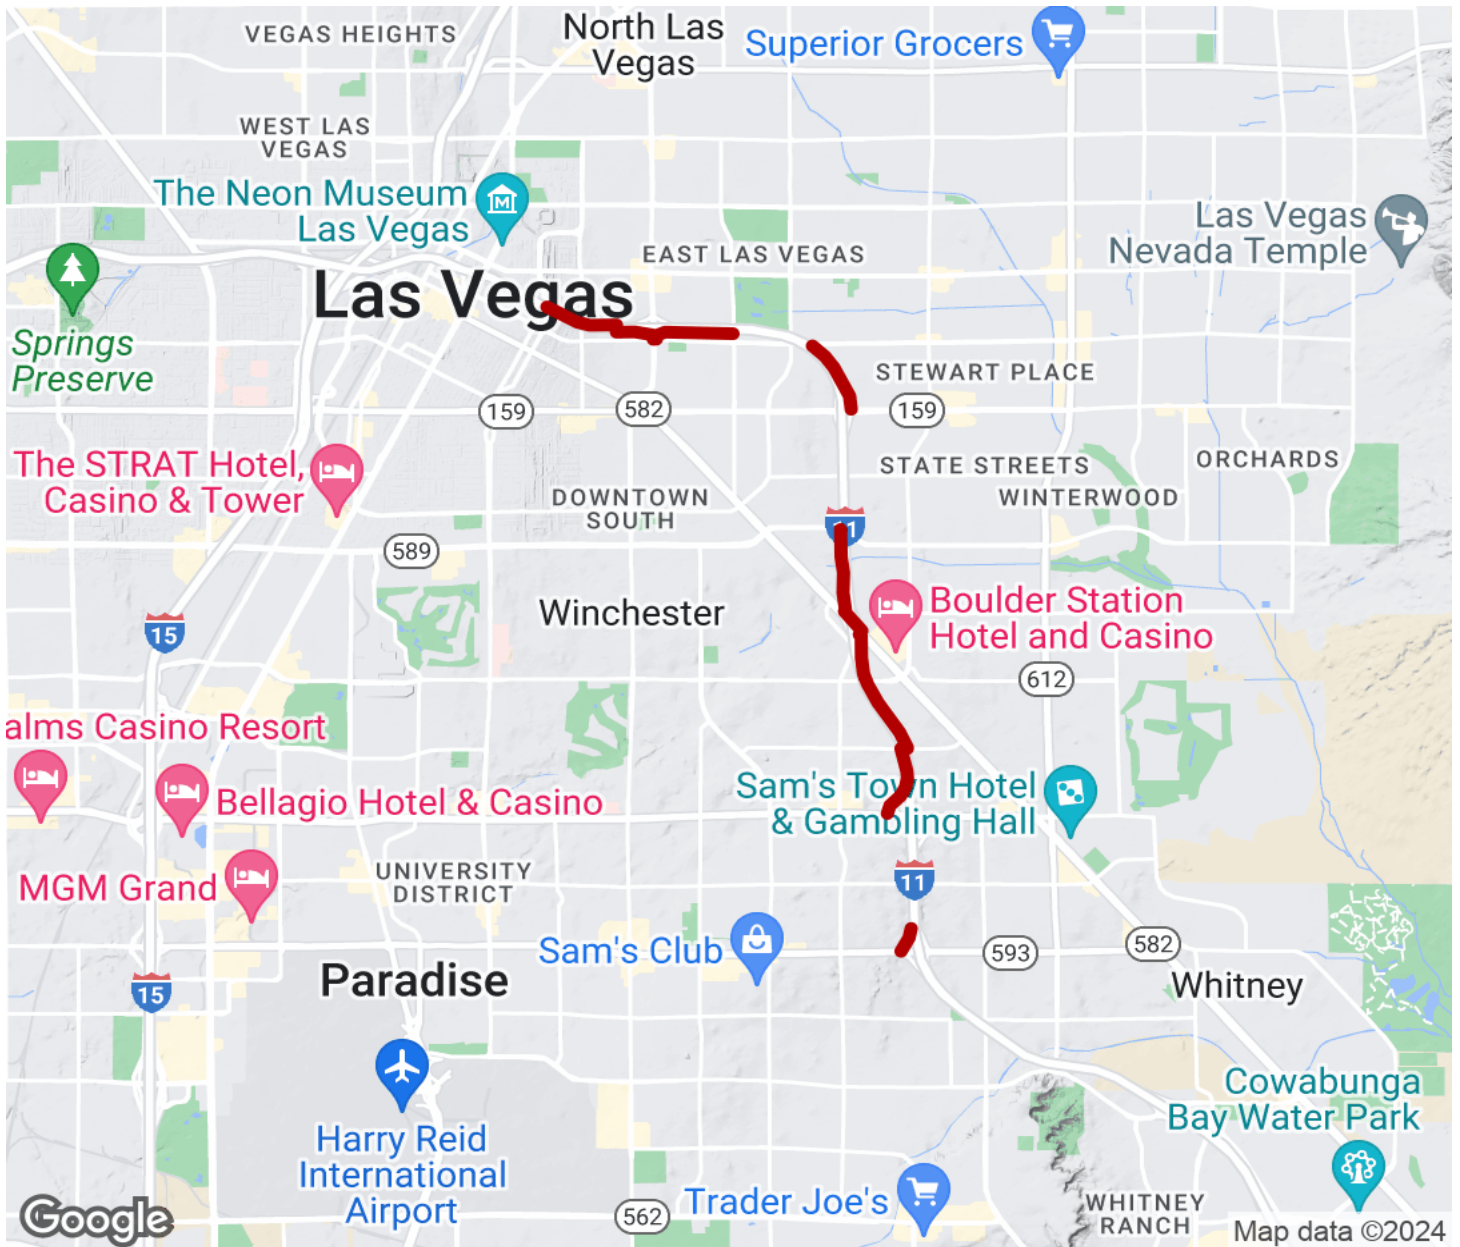 VEGAS HEIGHTS
North Las
Vegas
Superior Grocers
WEST LAS
VEGAS
The Neon Museum
Las Vegas
M
Las Vegas
Nevada Temple
EAST LAS VEGAS
Las Vegas
Springs
Preserve
STEWART PLACE
159
582
159
The STRAT Hotel,
Casino & Tower
STATE STREETS
ORCHARDS
WINTERWOOD
DOWNTOWN
SOUTH
11
589
Winchester
Boulder Station
Hotel and Casino
15
612
alms Casino Resort
Bellagio Hotel & Casino
Sam's Town Hotel
& Gambling Hall
MGM Grand
UNIVERSITY
DISTRICT
11
Sam's Club
593
582
Paradise
Whitney
15
Cowabunga
Bay Water Park
Harry Reid
International
Airport
Trader Joe's
WHITNEY
RANCH
562
Google
Map data ©2024